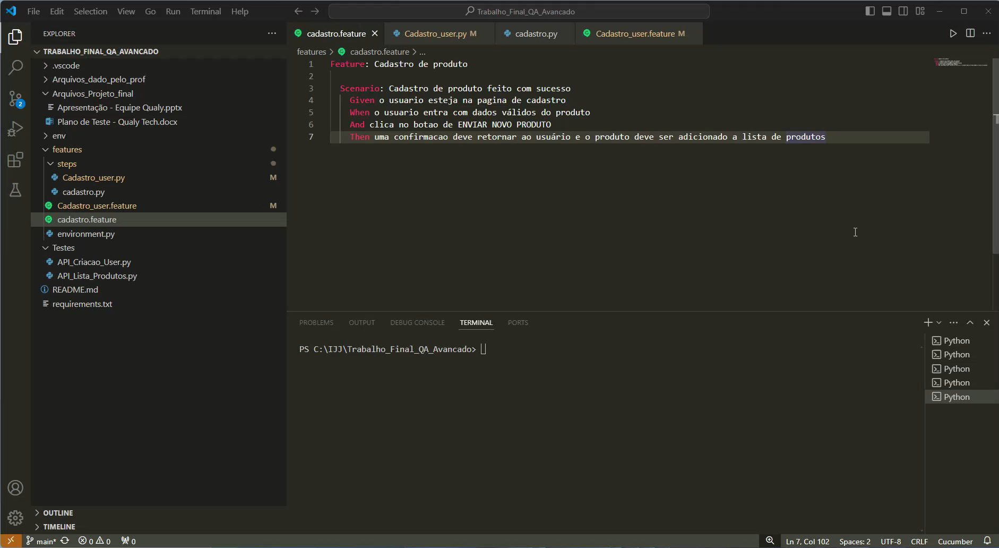 File Edit Selection View Go Run Terminal Help
Trabalho_Final_QA_Avancado
EXPLORER
TRABALHO_FINAL_QA_AVANCADO
.vscode
Arquivos_dado_pelo_prof
Arquivos_Projeto_final
Apresentação - Equipe Qualy.pptx
Plano de Teste - Qualy Tech.docx
env
features
steps
Cadastro_user.py M
cadastro.py
Cadastro_user.feature M
cadastro.feature
environment.py
Testes
API_Criacao_User.py
API_Lista_Produtos.py
README.md
requirements.txt
OUTLINE
TIMELINE
2
cadastro.feature
Cadastro_user.py M
cadastro.py
Cadastro_user.feature M
features > cadastro.feature > ...
1 Feature: Cadastro de produto
2
3 Scenario: Cadastro de produto feito com sucesso
4 Given o usuario esteja na pagina de cadastro
5 When o usuario entra com dados válidos do produto
6 And clica no botao de ENVIAR NOVO PRODUTO
7 Then uma confirmacao deve retornar ao usuário e o produto deve ser adicionado a lista de produtos
PROBLEMS OUTPUT DEBUG CONSOLE TERMINAL PORTS
PS C:\IJJ\Trabalho_Final_QA_Avancado>
Python
Python
Python
Python
Python
main* 0 0 0
Ln 7, Col 102 Spaces: 2 UTF-8 CRLF Cucumber